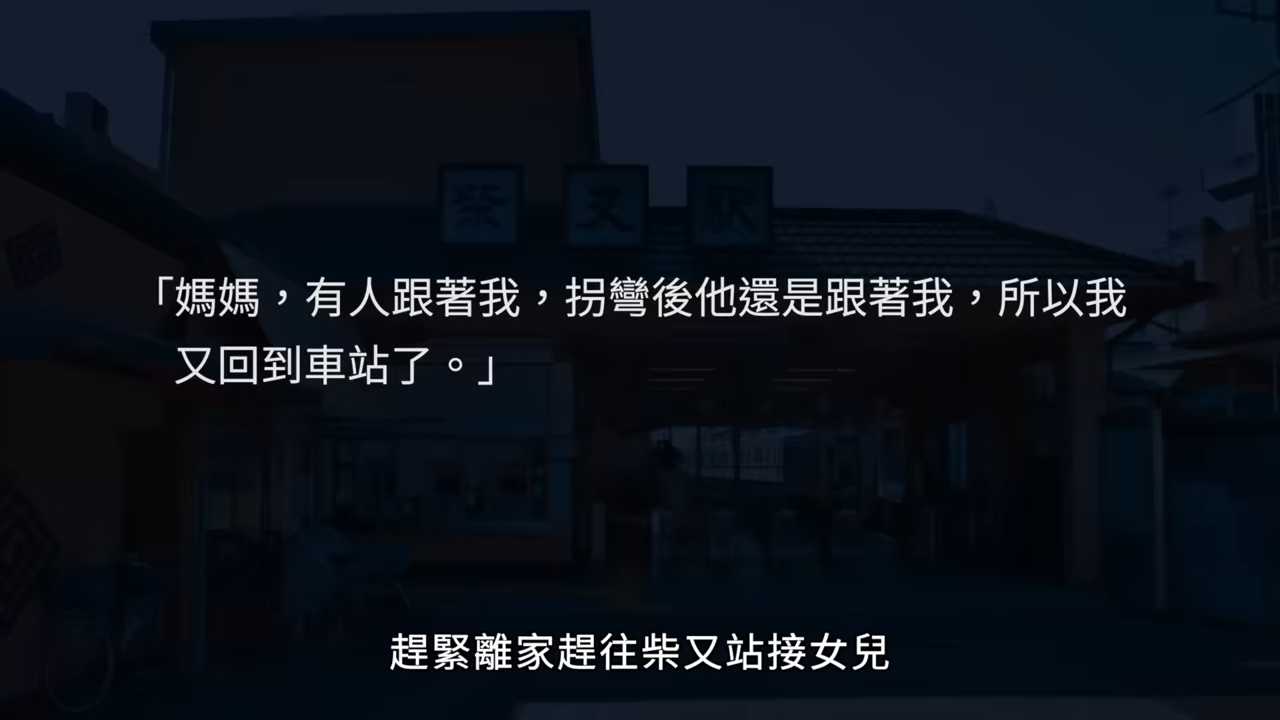 柴又駅
「媽媽，有人跟著我，拐彎後他還是跟著我，所以我
又回到車站了。」
趕緊離家趕往柴又站接女兒